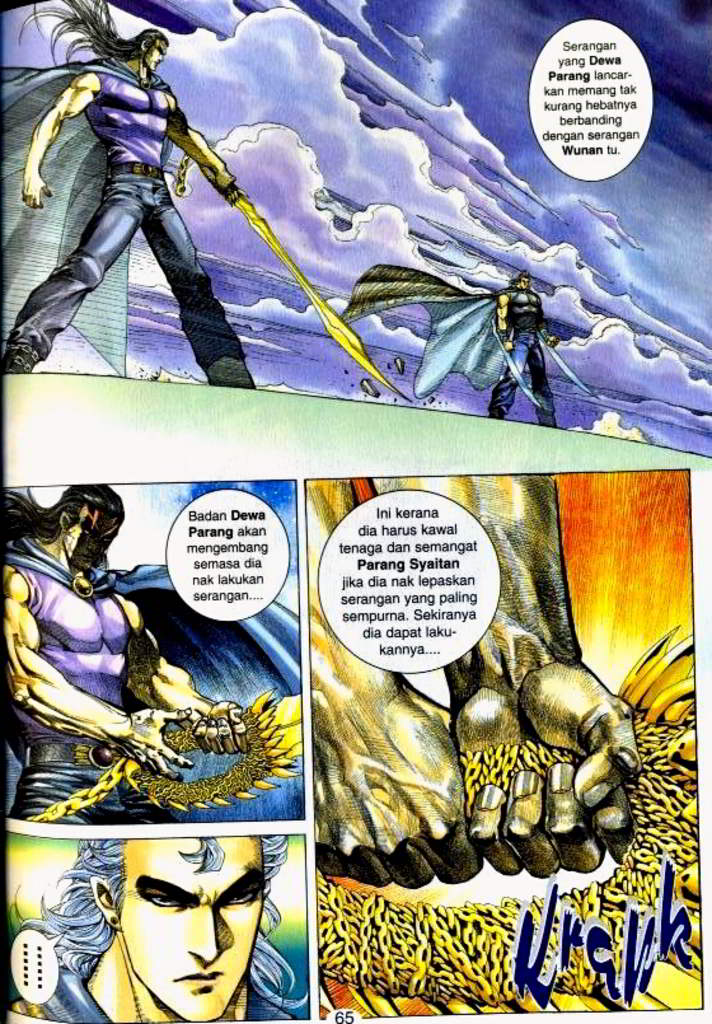 Serangan
yang Dewa
Parang lancar-
kan memang tak
kurang hebatnya
berbanding
dengan serangan
Wunan tu.
Badan Dewa
Parang akan
mengembang
semasa dia
nak lakukan
serangan....
Ini kerana
dia harus kawal
tenaga dan semangat
Parang Syaitan
jika dia nak lepaskan
serangan yang paling
sempurna. Sekiranya
dia dapat laku-
kannya....
Krank
65